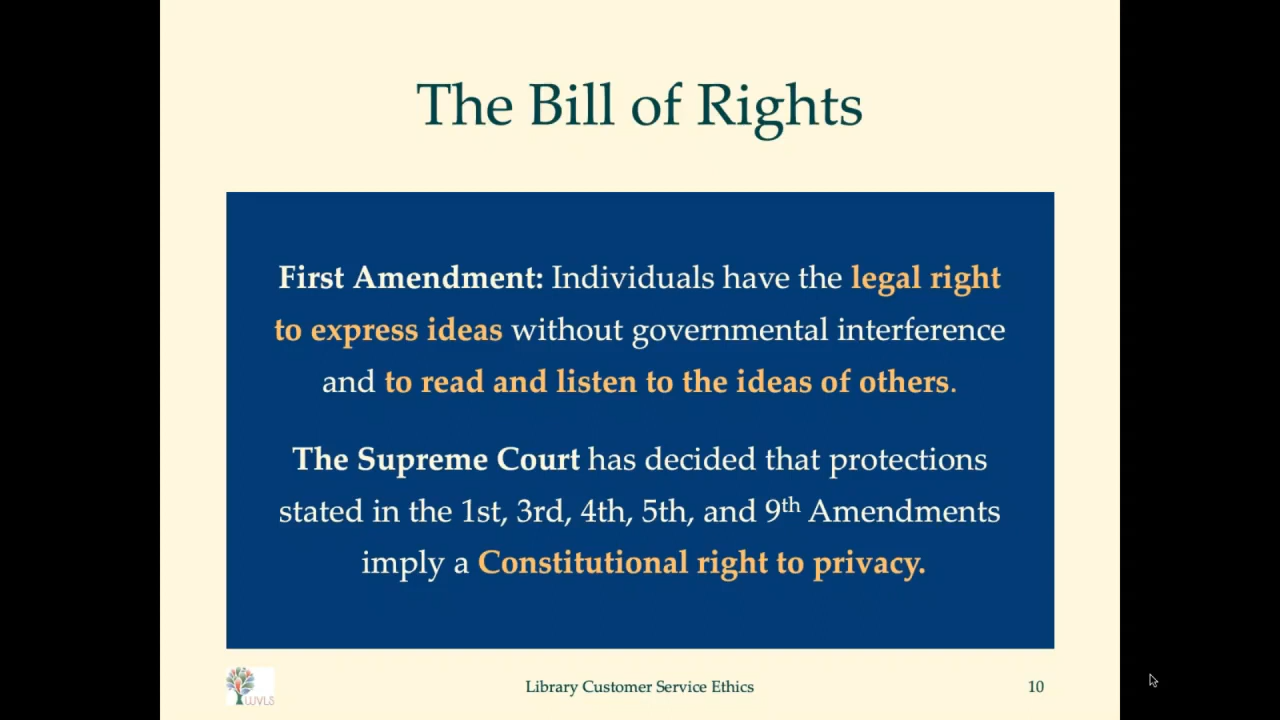 The Bill of Rights
First Amendment: Individuals have the legal right
to express ideas without governmental interference
and to read and listen to the ideas of others.
The Supreme Court has decided that protections
stated in the 1st, 3rd, 4th, 5th, and 9th Amendments
imply a Constitutional right to privacy.
WVLS
Library Customer Service Ethics
10